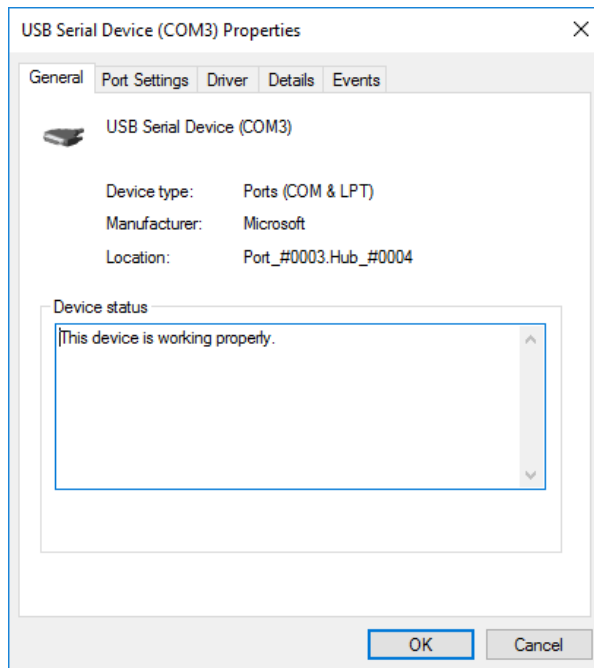 USB Serial Device (COM3) Properties
General Port Settings Driver Details Events
USB Serial Device (COM3)
Device type: Ports (COM & LPT)
Manufacturer: Microsoft
Location: Port_#0003.Hub_#0004
Device status
This device is working properly.
OK Cancel